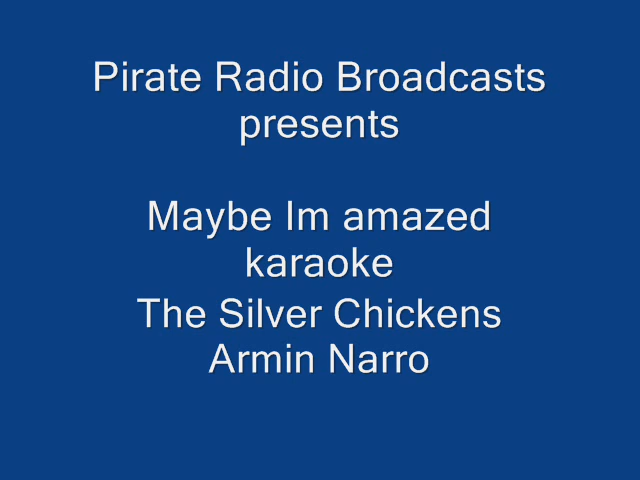 Pirate Radio Broadcasts
presents
Maybe Im amazed
karaoke
The Silver Chickens
Armin Narro